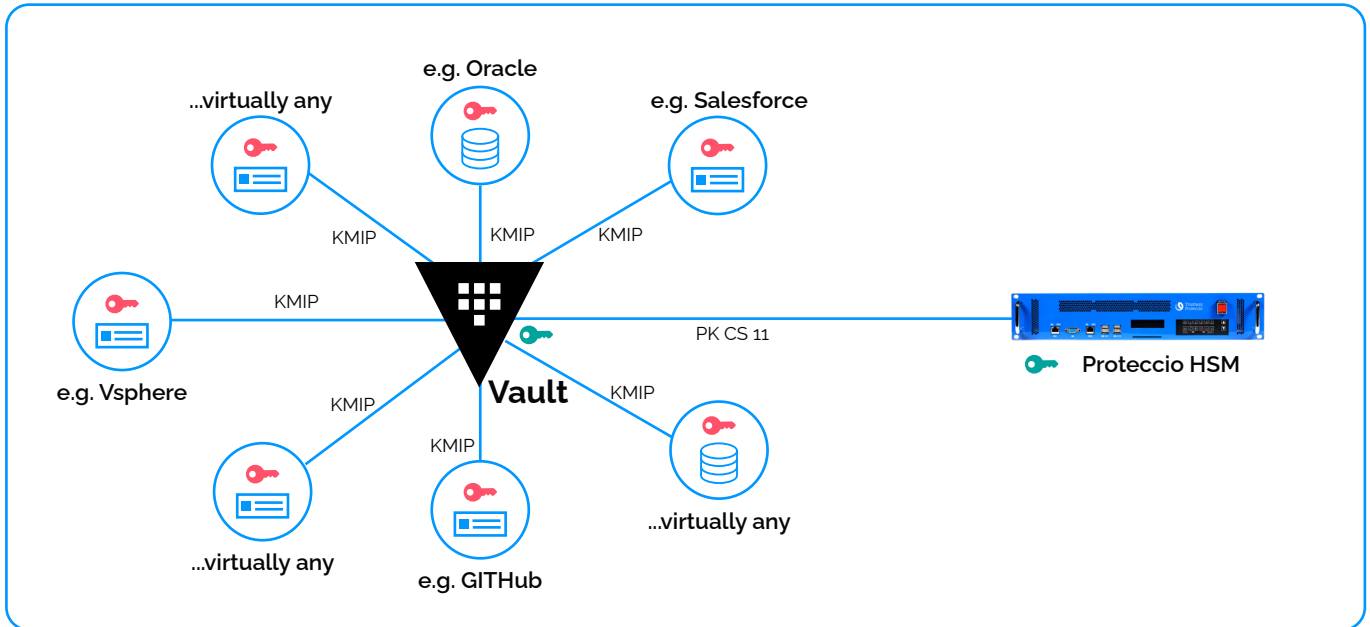 e.g. Oracle
...virtually any
e.g. Salesforce
KMIP
KMIP
KMIP
KMIP
PK CS 11
Proteccio HSM
Vault
e.g. Vsphere
KMIP
KMIP
KMIP
...virtually any
...virtually any
e.g. GITHub